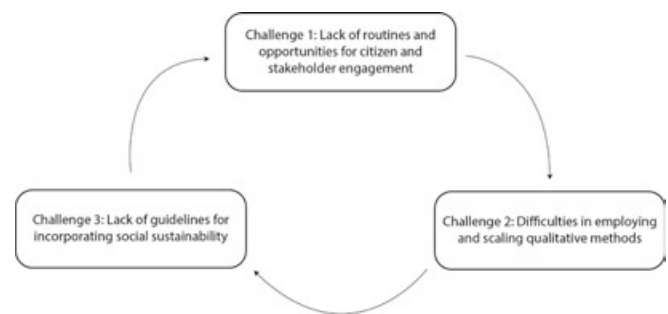 Challenge 1: Lack of routines and
opportunities for citizen and
stakeholder engagement
Challenge 3: Lack of guidelines for
incorporating social sustainability
Challenge 2: Difficulties in employing
and scaling qualitative methods